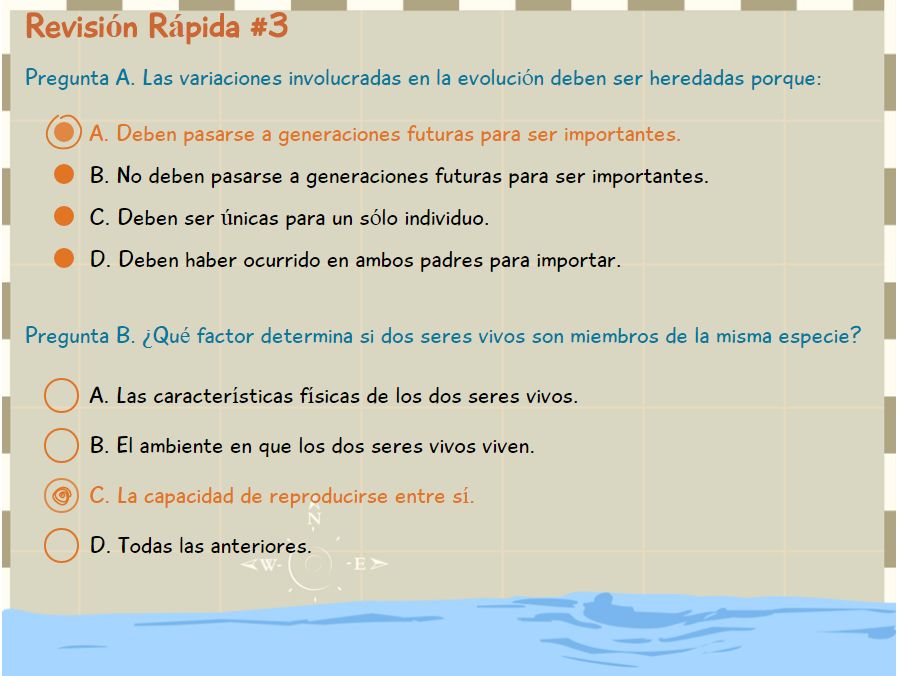 Revisión Rápida #3
Pregunta A. Las variaciones involucradas en la evolución deben ser heredadas porque:
A. Deben pasarse a generaciones futuras para ser importantes.
B. No deben pasarse a generaciones futuras para ser importantes.
C. Deben ser únicas para un sólo individuo.
D. Deben haber ocurrido en ambos padres para importar.
Pregunta B. ¿Qué factor determina si dos seres vivos son miembros de la misma especie?
A. Las características físicas de los dos seres vivos.
B. El ambiente en que los dos seres vivos viven.
C. La capacidad de reproducirse entre sí.
N
D. Todas las anteriores.
W E